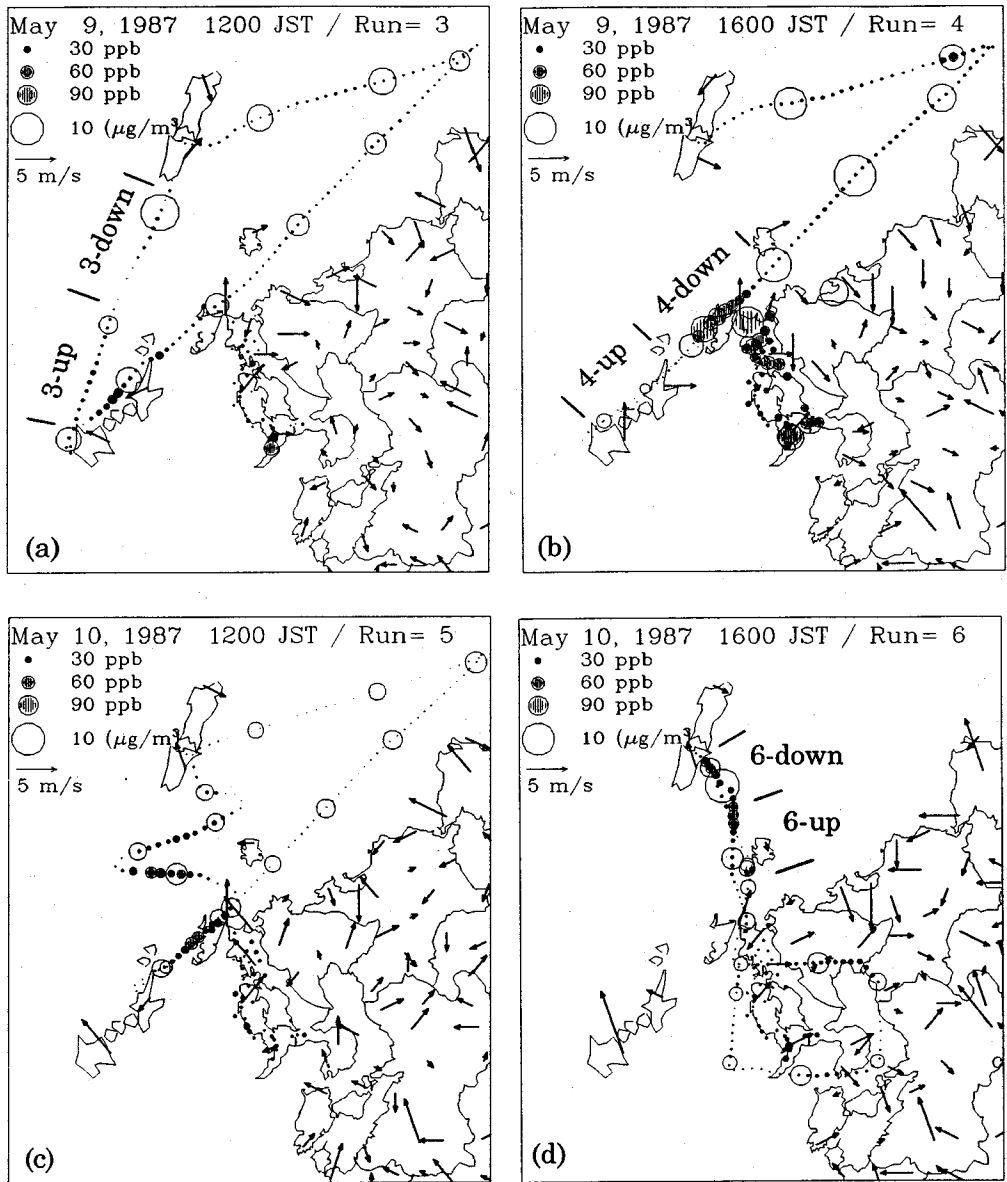 May 9, 1987 1200 JST / Run= 3
30 ppb
60 ppb
90 ppb
10 (μg/m³
5 m/s
3-down
3-up
(a)
May 9, 1987 1600 JST / Run= 4
30 ppb
60 ppb
90 ppb
10 (μg/m³
5 m/s
4-down
4-up
(b)
May 10, 1987 1200 JST / Run= 5
30 ppb
60 ppb
90 ppb
10 (μg/m³
5 m/s
(c)
May 10, 1987 1600 JST / Run= 6
30 ppb
60 ppb
90 ppb
10 (μg/m³
5 m/s
6-down
6-up
(d)